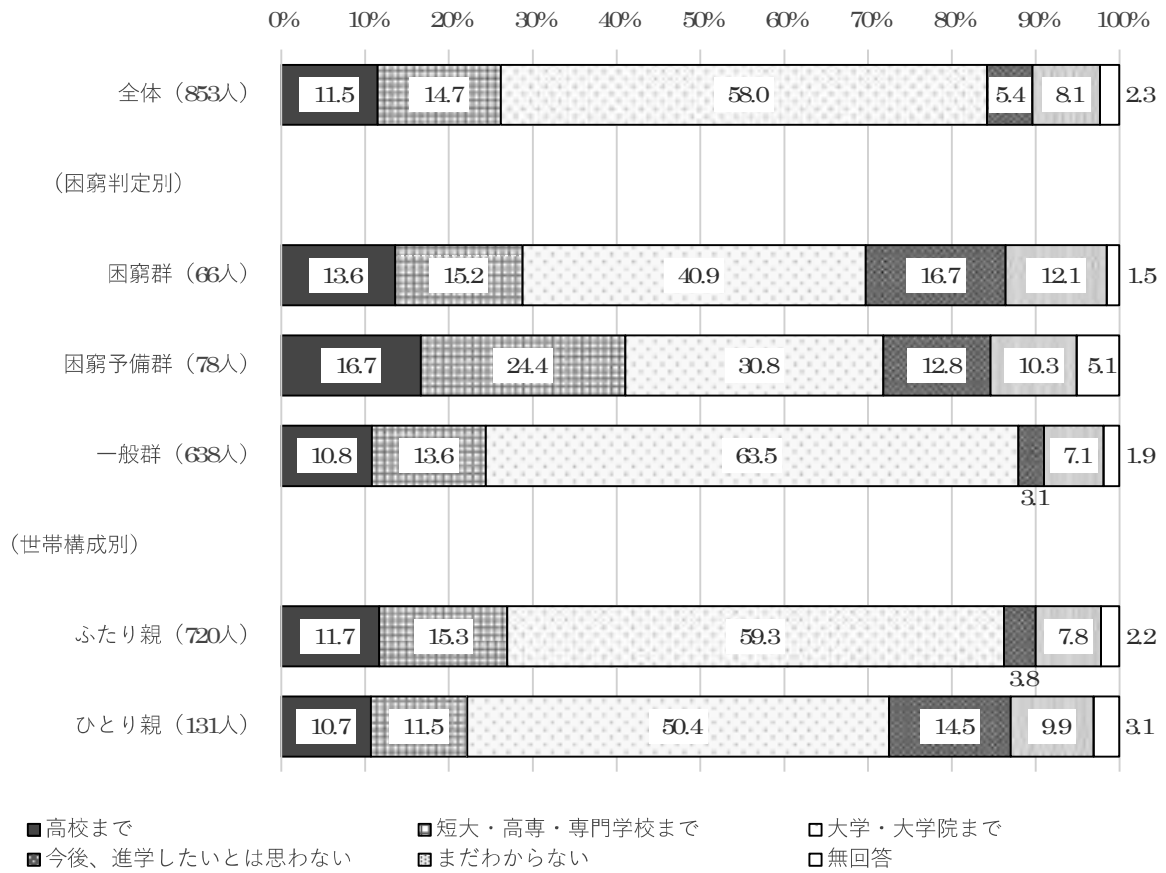 0% 10% 20% 30% 40% 50% 60% 70% 80% 90% 100%
全体（853人） 11.5 14.7 58.0 5.4 8.1 2.3
（困窮判定別）
困窮群（66人） 13.6 15.2 40.9 16.7 12.1 1.5
困窮予備群（78人） 16.7 24.4 30.8 12.8 10.3 5.1
一般群（638人） 10.8 13.6 63.5 7.1 1.9
3.1
（世帯構成別）
ふたり親（720人） 11.7 15.3 59.3 7.8 2.2
3.8
ひとり親（131人） 10.7 11.5 50.4 14.5 9.9 3.1
高校まで 短大・高専・専門学校まで 大学・大学院まで
今後、進学したいとは思わない まだわからない 無回答